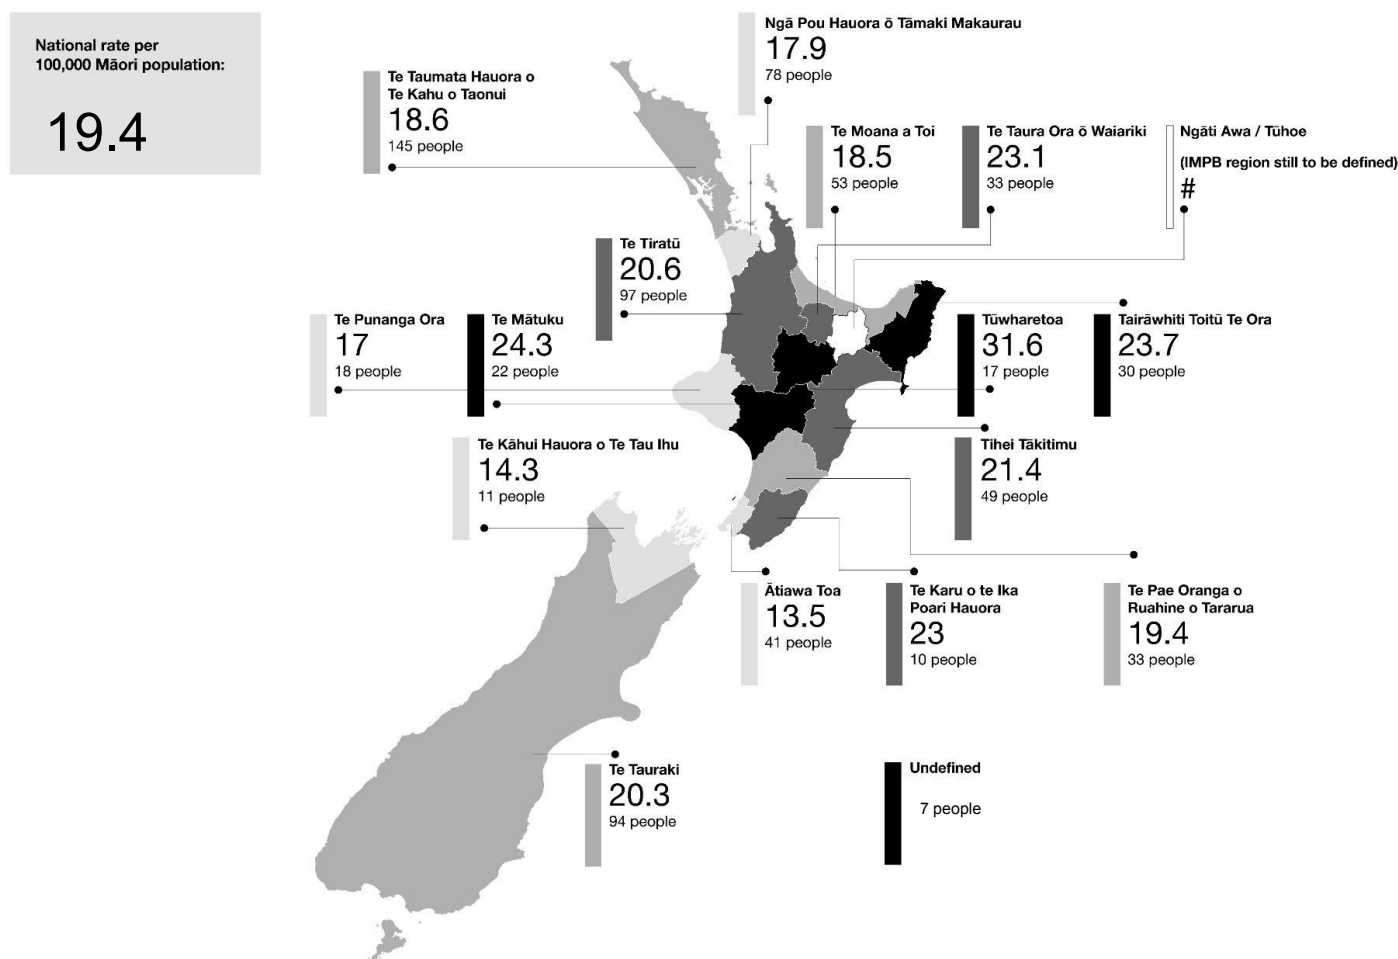 National rate per
100,000 Māori population:
19.4
Ngā Pou Hauora ō Tāmaki Makaurau
17.9
78 people
Te Taumata Hauora o
Te Kahu o Taonui
18.6
145 people
Te Moana a Toi
18.5
53 people
Te Taura Ora ō Waiariki
23.1
33 people
Ngāti Awa / Tūhoe
(IMPB region still to be defined)
#
Te Tiratū
20.6
97 people
Te Punanga Ora
17
18 people
Te Mātuku
24.3
22 people
Tūwharetoa
31.6
17 people
Tairāwhiti Toitū Te Ora
23.7
30 people
Te Kāhui Hauora o Te Tau Ihu
14.3
11 people
Tihei Tākitimu
21.4
49 people
Ātiawa Toa
13.5
41 people
Te Karu o te Ika
Poari Hauora
23
10 people
Te Pae Oranga o
Ruahine o Tararua
19.4
33 people
Te Tauraki
20.3
94 people
Undefined
7 people